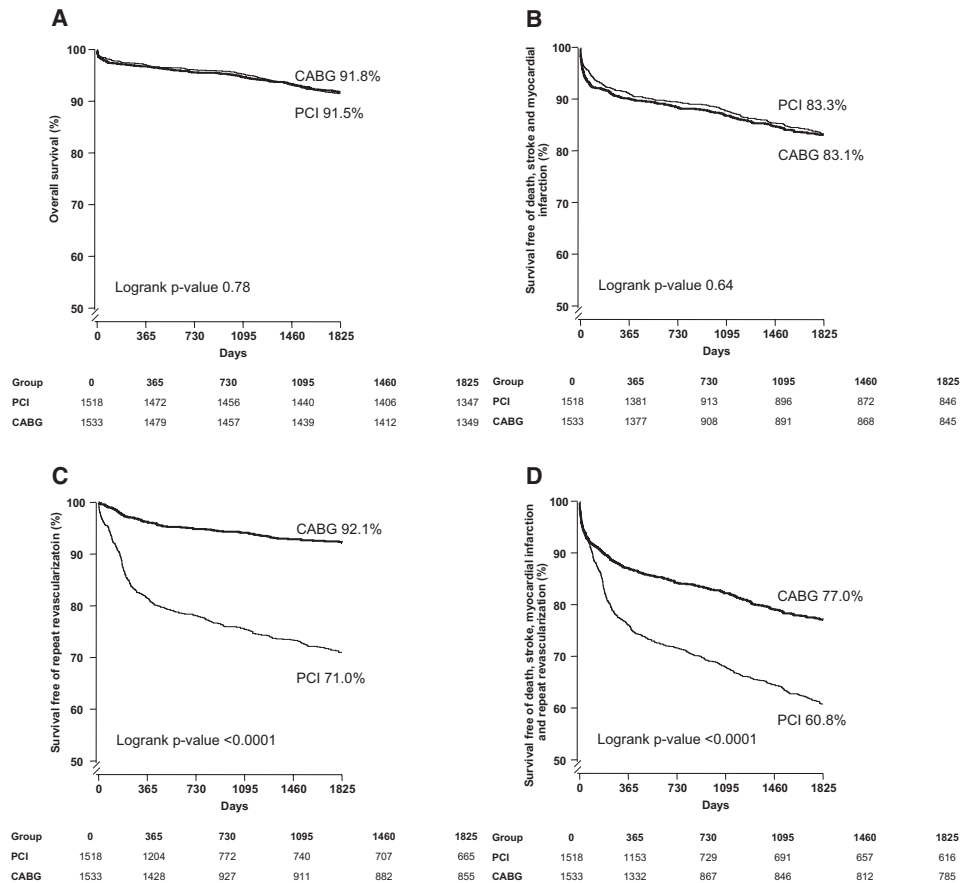 A
Overall survival (%)
100
90
80
70
60
50
CABG 91.8%
PCI 91.5%
Logrank p-value 0.78
0 365 730 1095 1460 1825
Days
Group 0 365 730 1095 1460 1825
PCI 1518 1472 1456 1440 1406 1347
CABG 1533 1479 1457 1439 1412 1349
B
Survival free of death, stroke and myocardial
infarction (%)
100
90
80
70
60
50
PCI 83.3%
CABG 83.1%
Logrank p-value 0.64
0 365 730 1095 1460 1825
Days
Group 0 365 730 1095 1460 1825
PCI 1518 1381 913 896 872 846
CABG 1533 1377 908 891 868 845
C
Survival free of repeat revascularizatoin (%)
100
90
80
70
60
50
CABG 92.1%
PCI 71.0%
Logrank p-value <0.0001
0 365 730 1095 1460 1825
Days
Group 0 365 730 1095 1460 1825
PCI 1518 1204 772 740 707 665
CABG 1533 1428 927 911 882 855
D
Survival free of death, stroke, myocardial infarction
and repeat revascularization (%)
100
90
80
70
60
50
CABG 77.0%
PCI 60.8%
Logrank p-value <0.0001
0 365 730 1095 1460 1825
Days
Group 0 365 730 1095 1460 1825
PCI 1518 1153 729 691 657 616
CABG 1533 1332 867 846 812 785